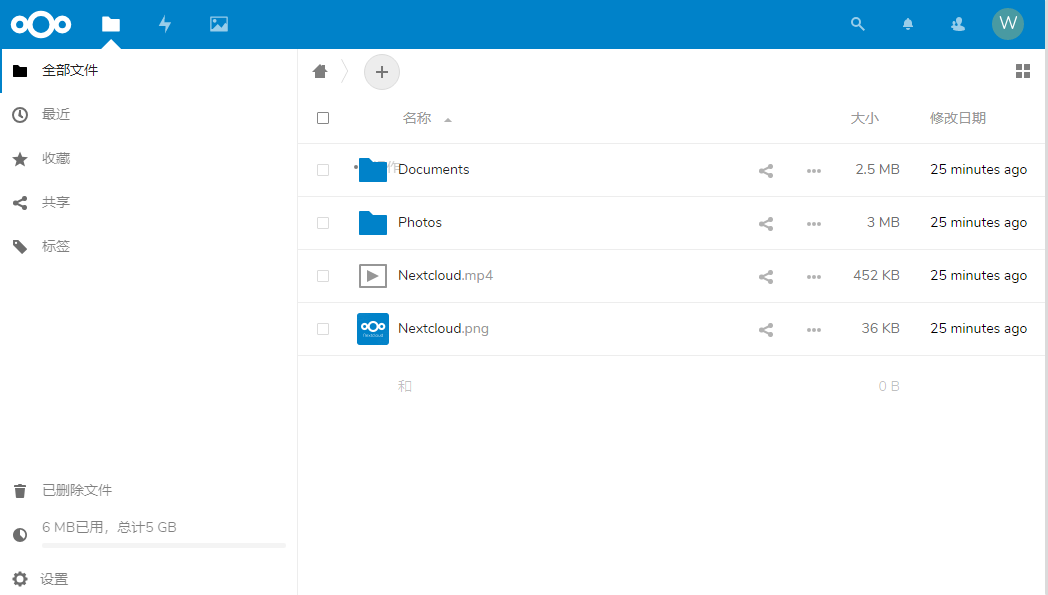 W
全部文件
最近
收藏
共享
标签
已删除文件
6 MB已用，总计5 GB
设置
名称 大小 修改日期
Documents 2.5 MB 25 minutes ago
Photos 3 MB 25 minutes ago
Nextcloud.mp4 452 KB 25 minutes ago
Nextcloud.png 36 KB 25 minutes ago
和 0 B